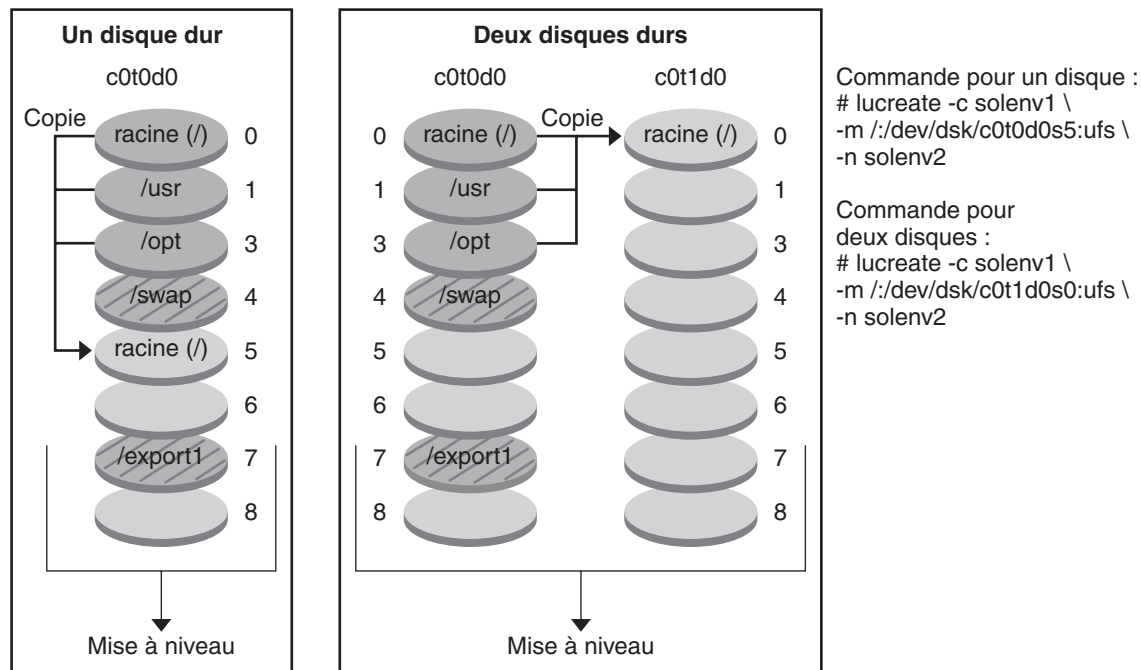 Un disque dur
c0t0d0
Copie
racine (/) 0
/usr 1
/opt 3
/swap 4
racine (/) 5
6
/export1 7
8
Mise à niveau
Deux disques durs
c0t0d0 c0t1d0
Copie
0 racine (/) racine (/) 0
1 /usr 1
3 /opt 3
4 /swap 4
5 5
6 6
7 /export1 7
8 8
Mise à niveau
Commande pour un disque :
# lucreate -c solenv1 \
-m /:/dev/dsk/c0t0d0s5:ufs \
-n solenv2
Commande pour
deux disques :
# lucreate -c solenv1 \
-m /:/dev/dsk/c0t1d0s0:ufs \
-n solenv2